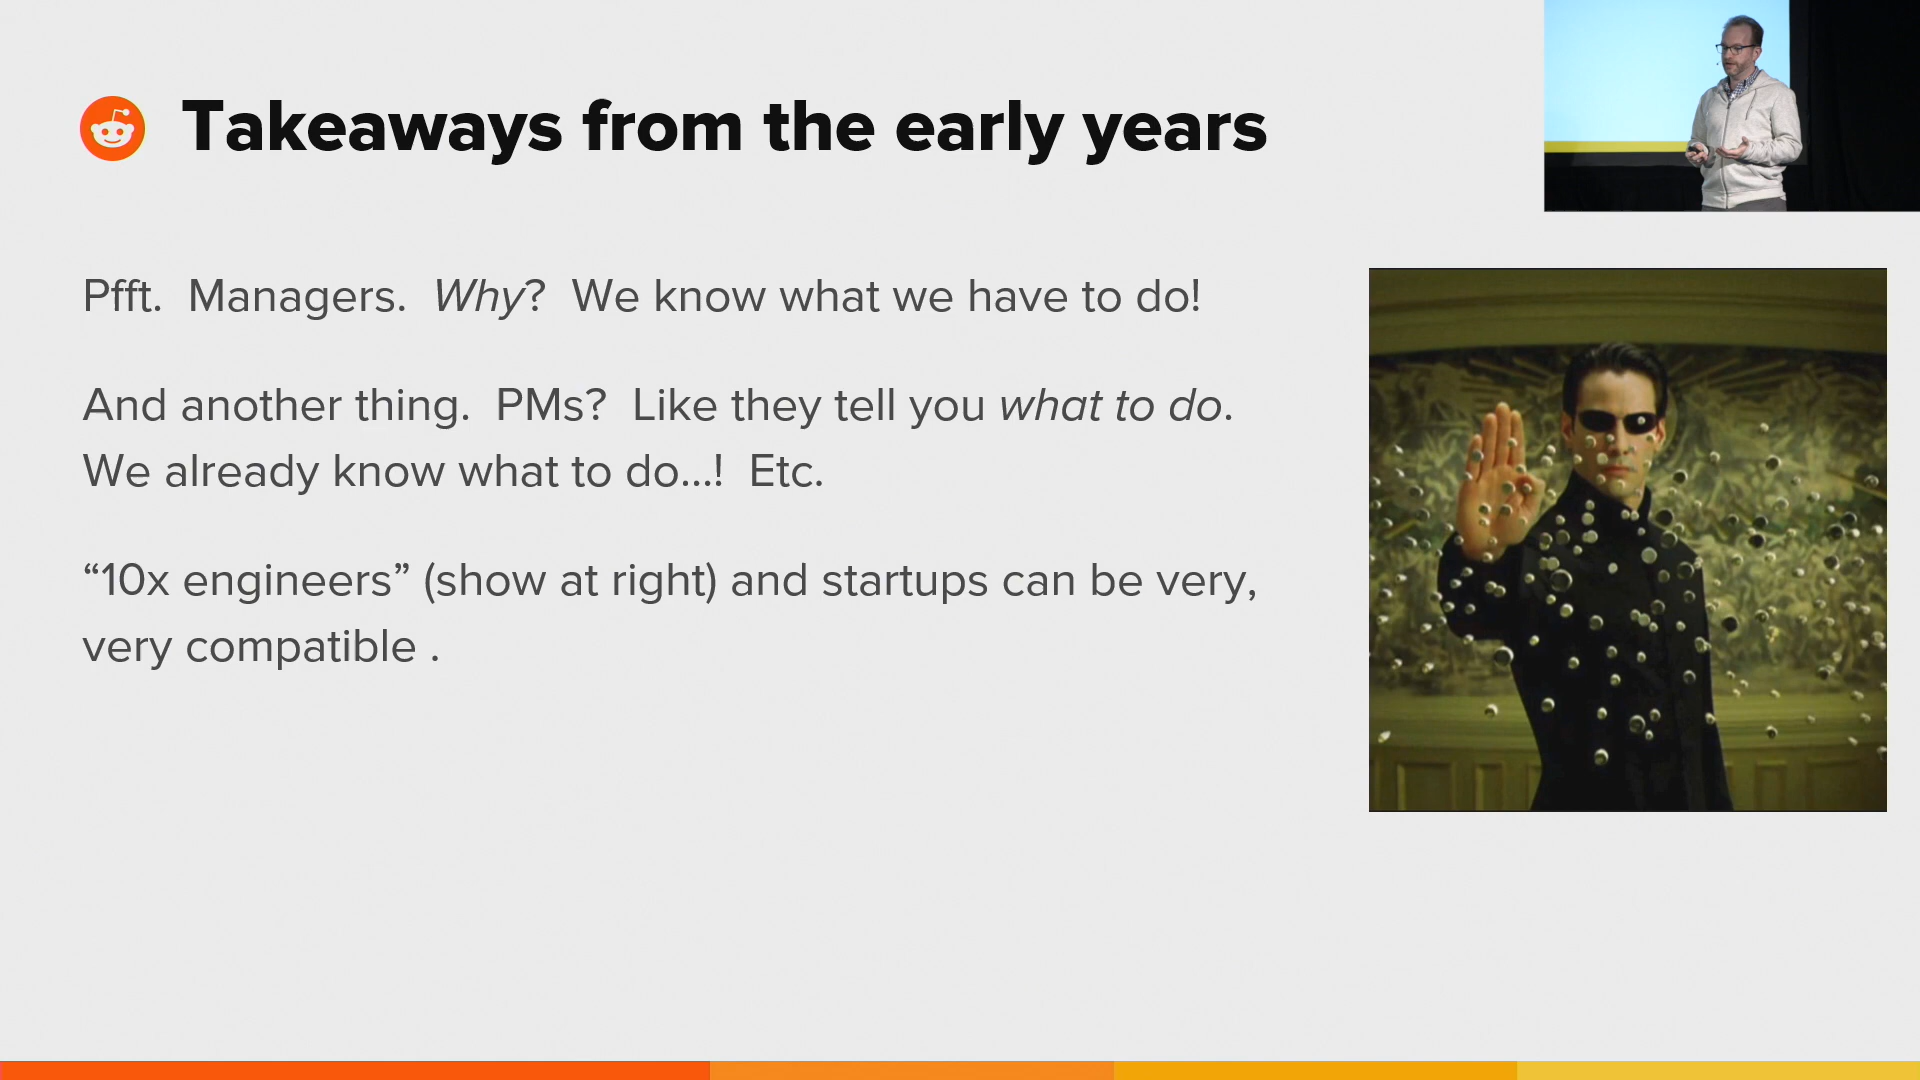 Takeaways from the early years
Pfft.  Managers.  Why?  We know what we have to do!
And another thing.  PMs?  Like they tell you what to do.
We already know what to do...!  Etc.
“10x engineers” (show at right) and startups can be very,
very compatible .